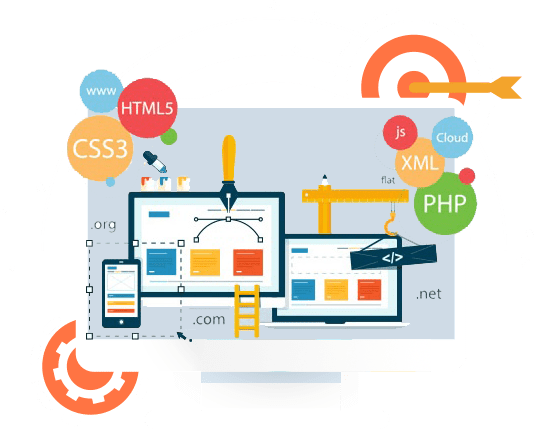 www
HTML5
CSS3
js
Cloud
XML
flat
PHP
.org
</>
.net
.com